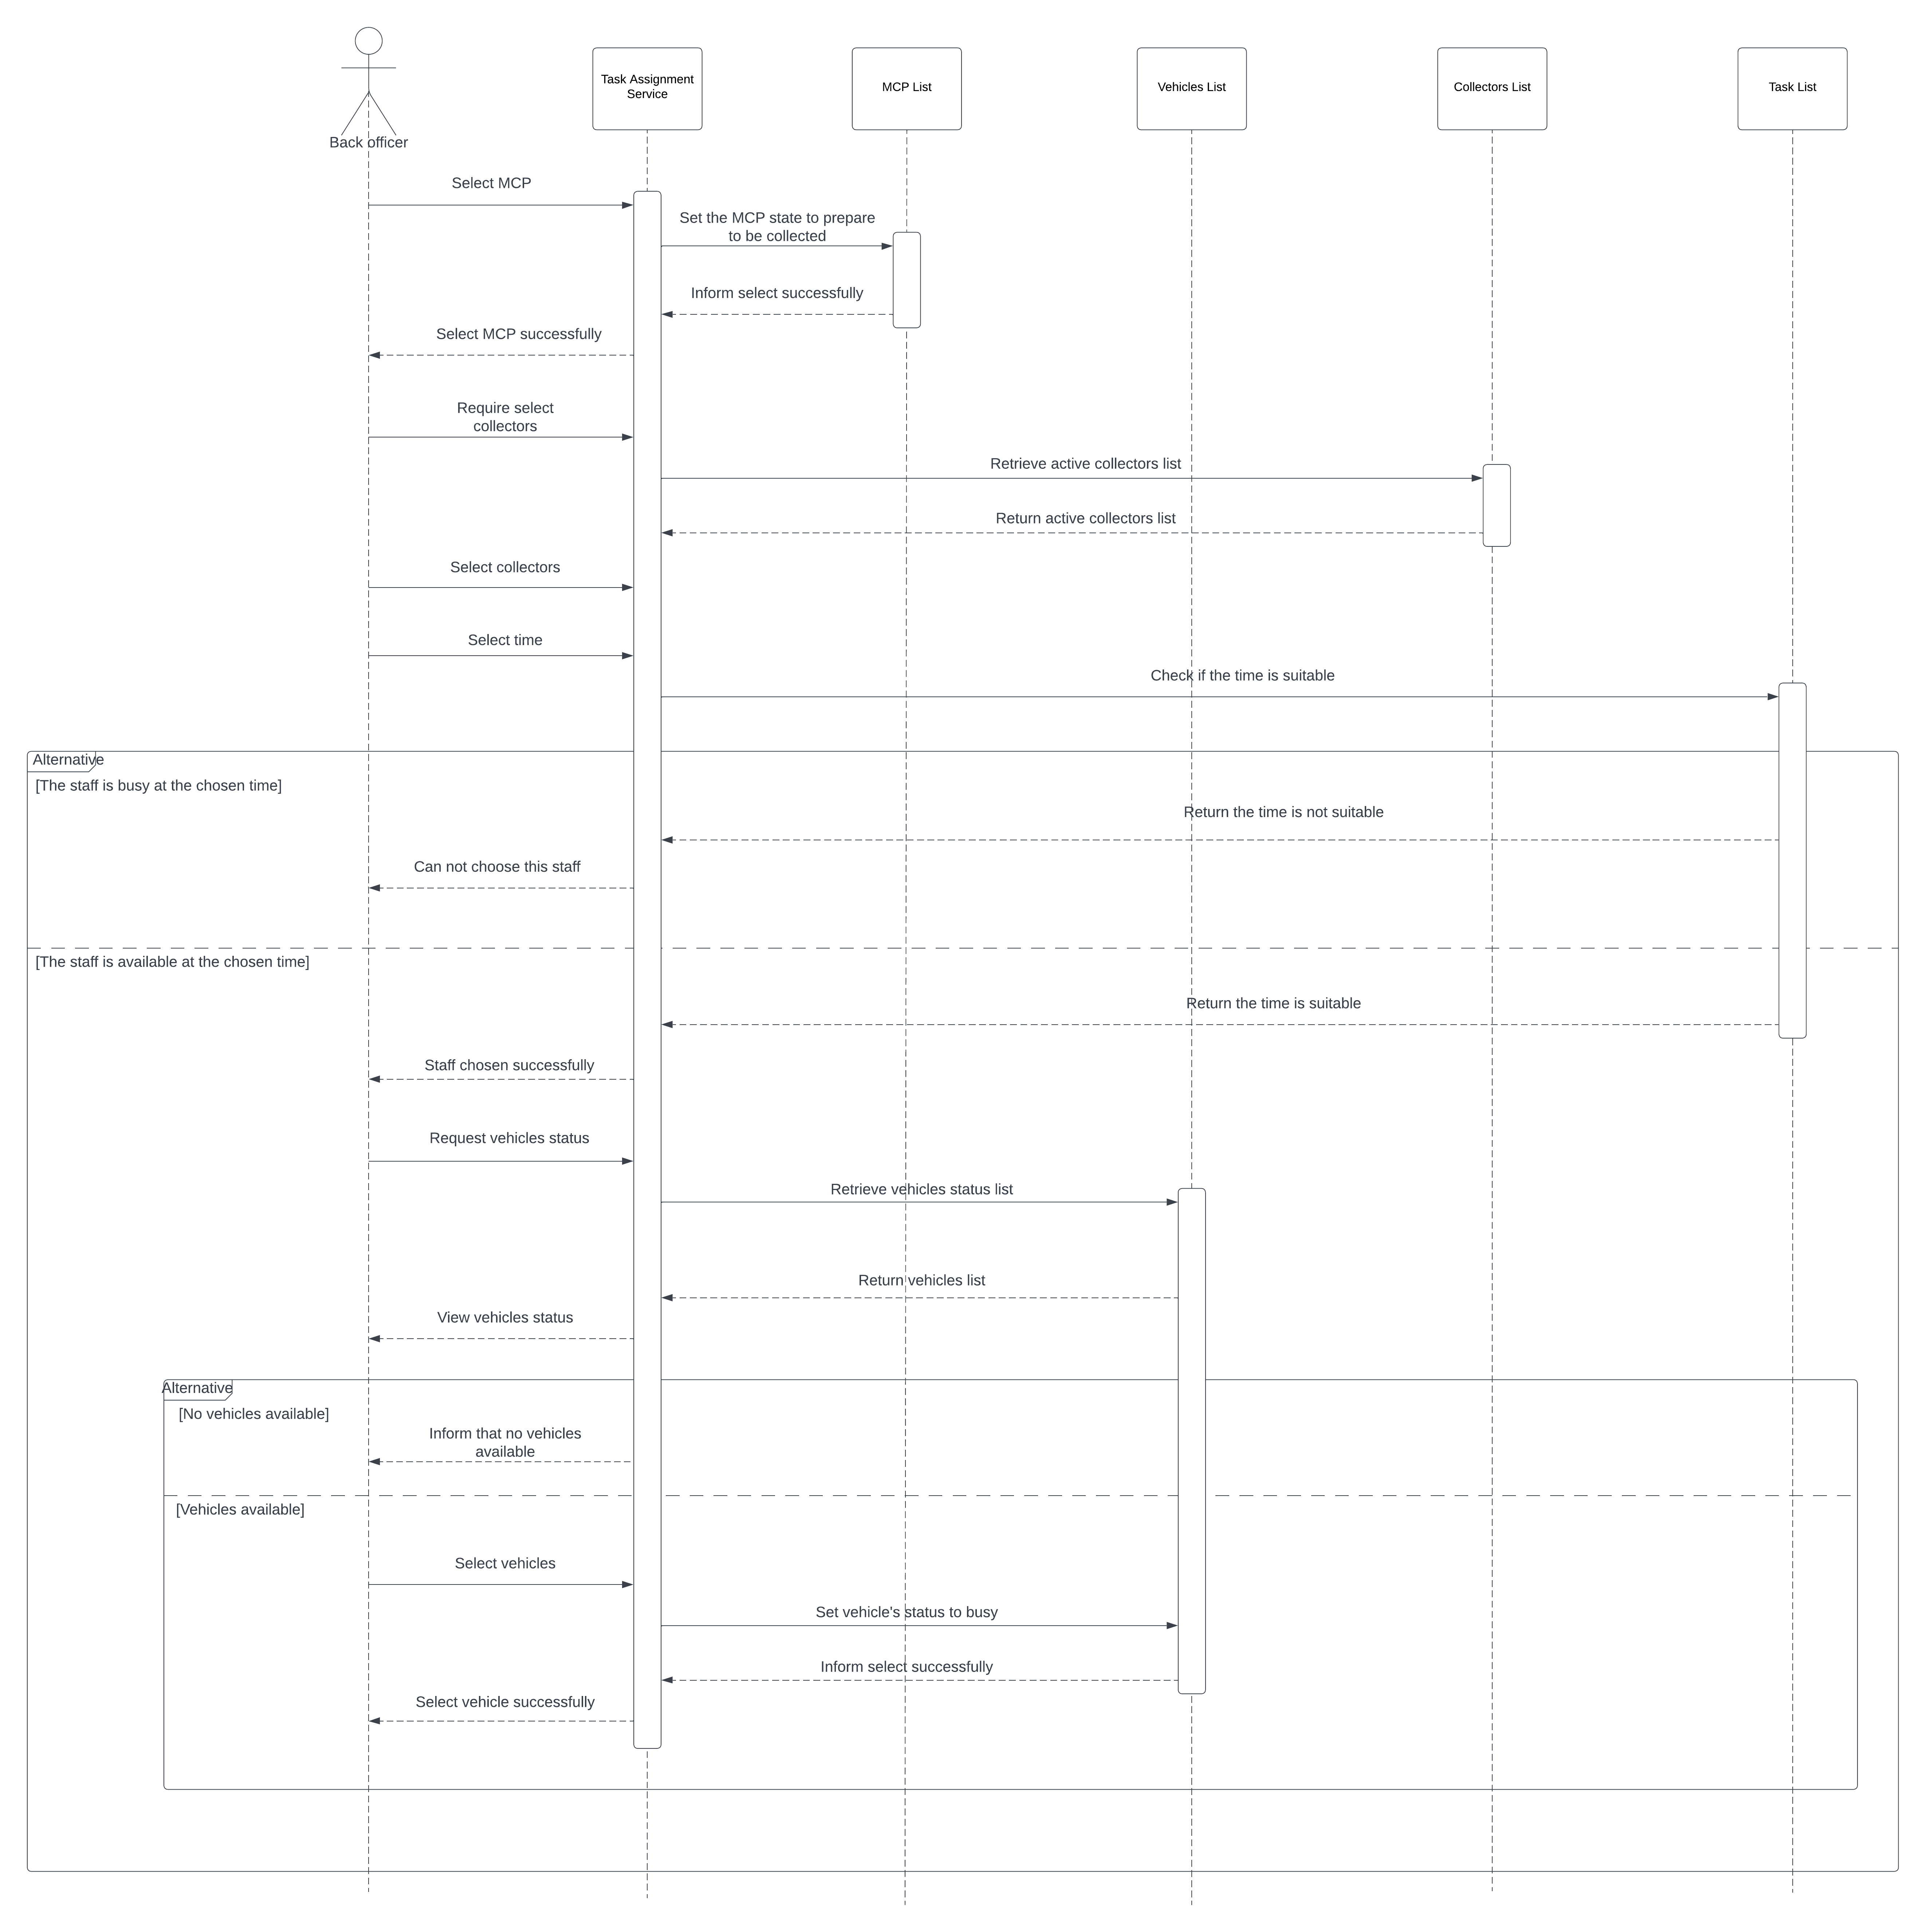 Task Assignment
Service
MCP List
Vehicles List
Collectors List
Task List
Back officer
Select MCP
Set the MCP state to prepare
to be collected
Inform select successfully
Select MCP successfully
Require select
collectors
Retrieve active collectors list
Return active collectors list
Select collectors
Select time
Check if the time is suitable
Alternative
[The staff is busy at the chosen time]
Return the time is not suitable
Can not choose this staff
[The staff is available at the chosen time]
Return the time is suitable
Staff chosen successfully
Request vehicles status
Retrieve vehicles status list
Return vehicles list
View vehicles status
Alternative
[No vehicles available]
Inform that no vehicles
available
[Vehicles available]
Select vehicles
Set vehicle's status to busy
Inform select successfully
Select vehicle successfully